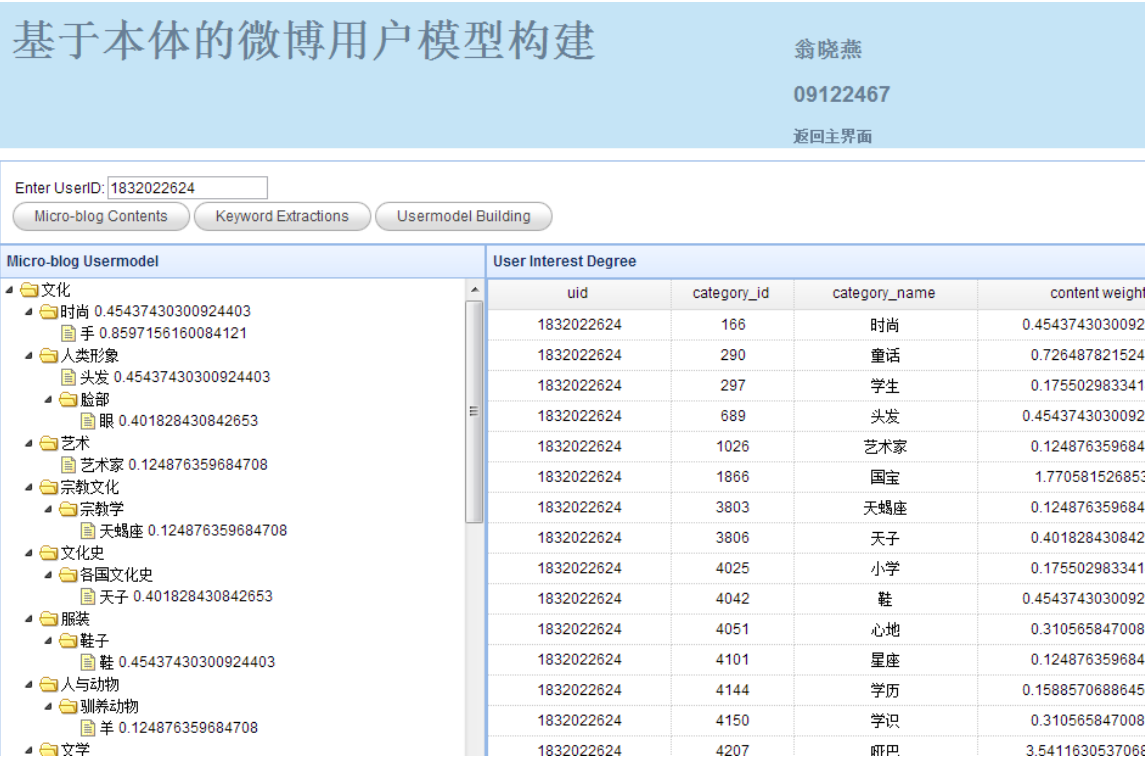 基于本体的微博用户模型构建
翁晓燕
09122467
返回主界面
Enter UserID: 1832022624
Micro-blog Contents Keyword Extractions Usermodel Building
Micro-blog Usermodel
文化
时尚 0.45437430300924403
手 0.8597156160084121
人类形象
头发 0.45437430300924403
脸部
眼 0.401828430842653
艺术
艺术家 0.124876359684708
宗教文化
宗教学
天蝎座 0.124876359684708
文化史
各国文化史
天子 0.401828430842653
服装
鞋子
鞋 0.45437430300924403
人与动物
驯养动物
羊 0.124876359684708
文学
User Interest Degree
uid category_id category_name content weight
1832022624 166 时尚 0.4543743030092
1832022624 290 童话 0.726487821524
1832022624 297 学生 0.175502983341
1832022624 689 头发 0.4543743030092
1832022624 1026 艺术家 0.124876359684
1832022624 1866 国宝 1.770581526853
1832022624 3803 天蝎座 0.124876359684
1832022624 3806 天子 0.401828430842
1832022624 4025 小学 0.175502983341
1832022624 4042 鞋 0.4543743030092
1832022624 4051 心地 0.310565847008
1832022624 4101 星座 0.124876359684
1832022624 4144 学历 0.1588570688645
1832022624 4150 学识 0.310565847008
1832022624 4207 哑巴 3.5411630537068